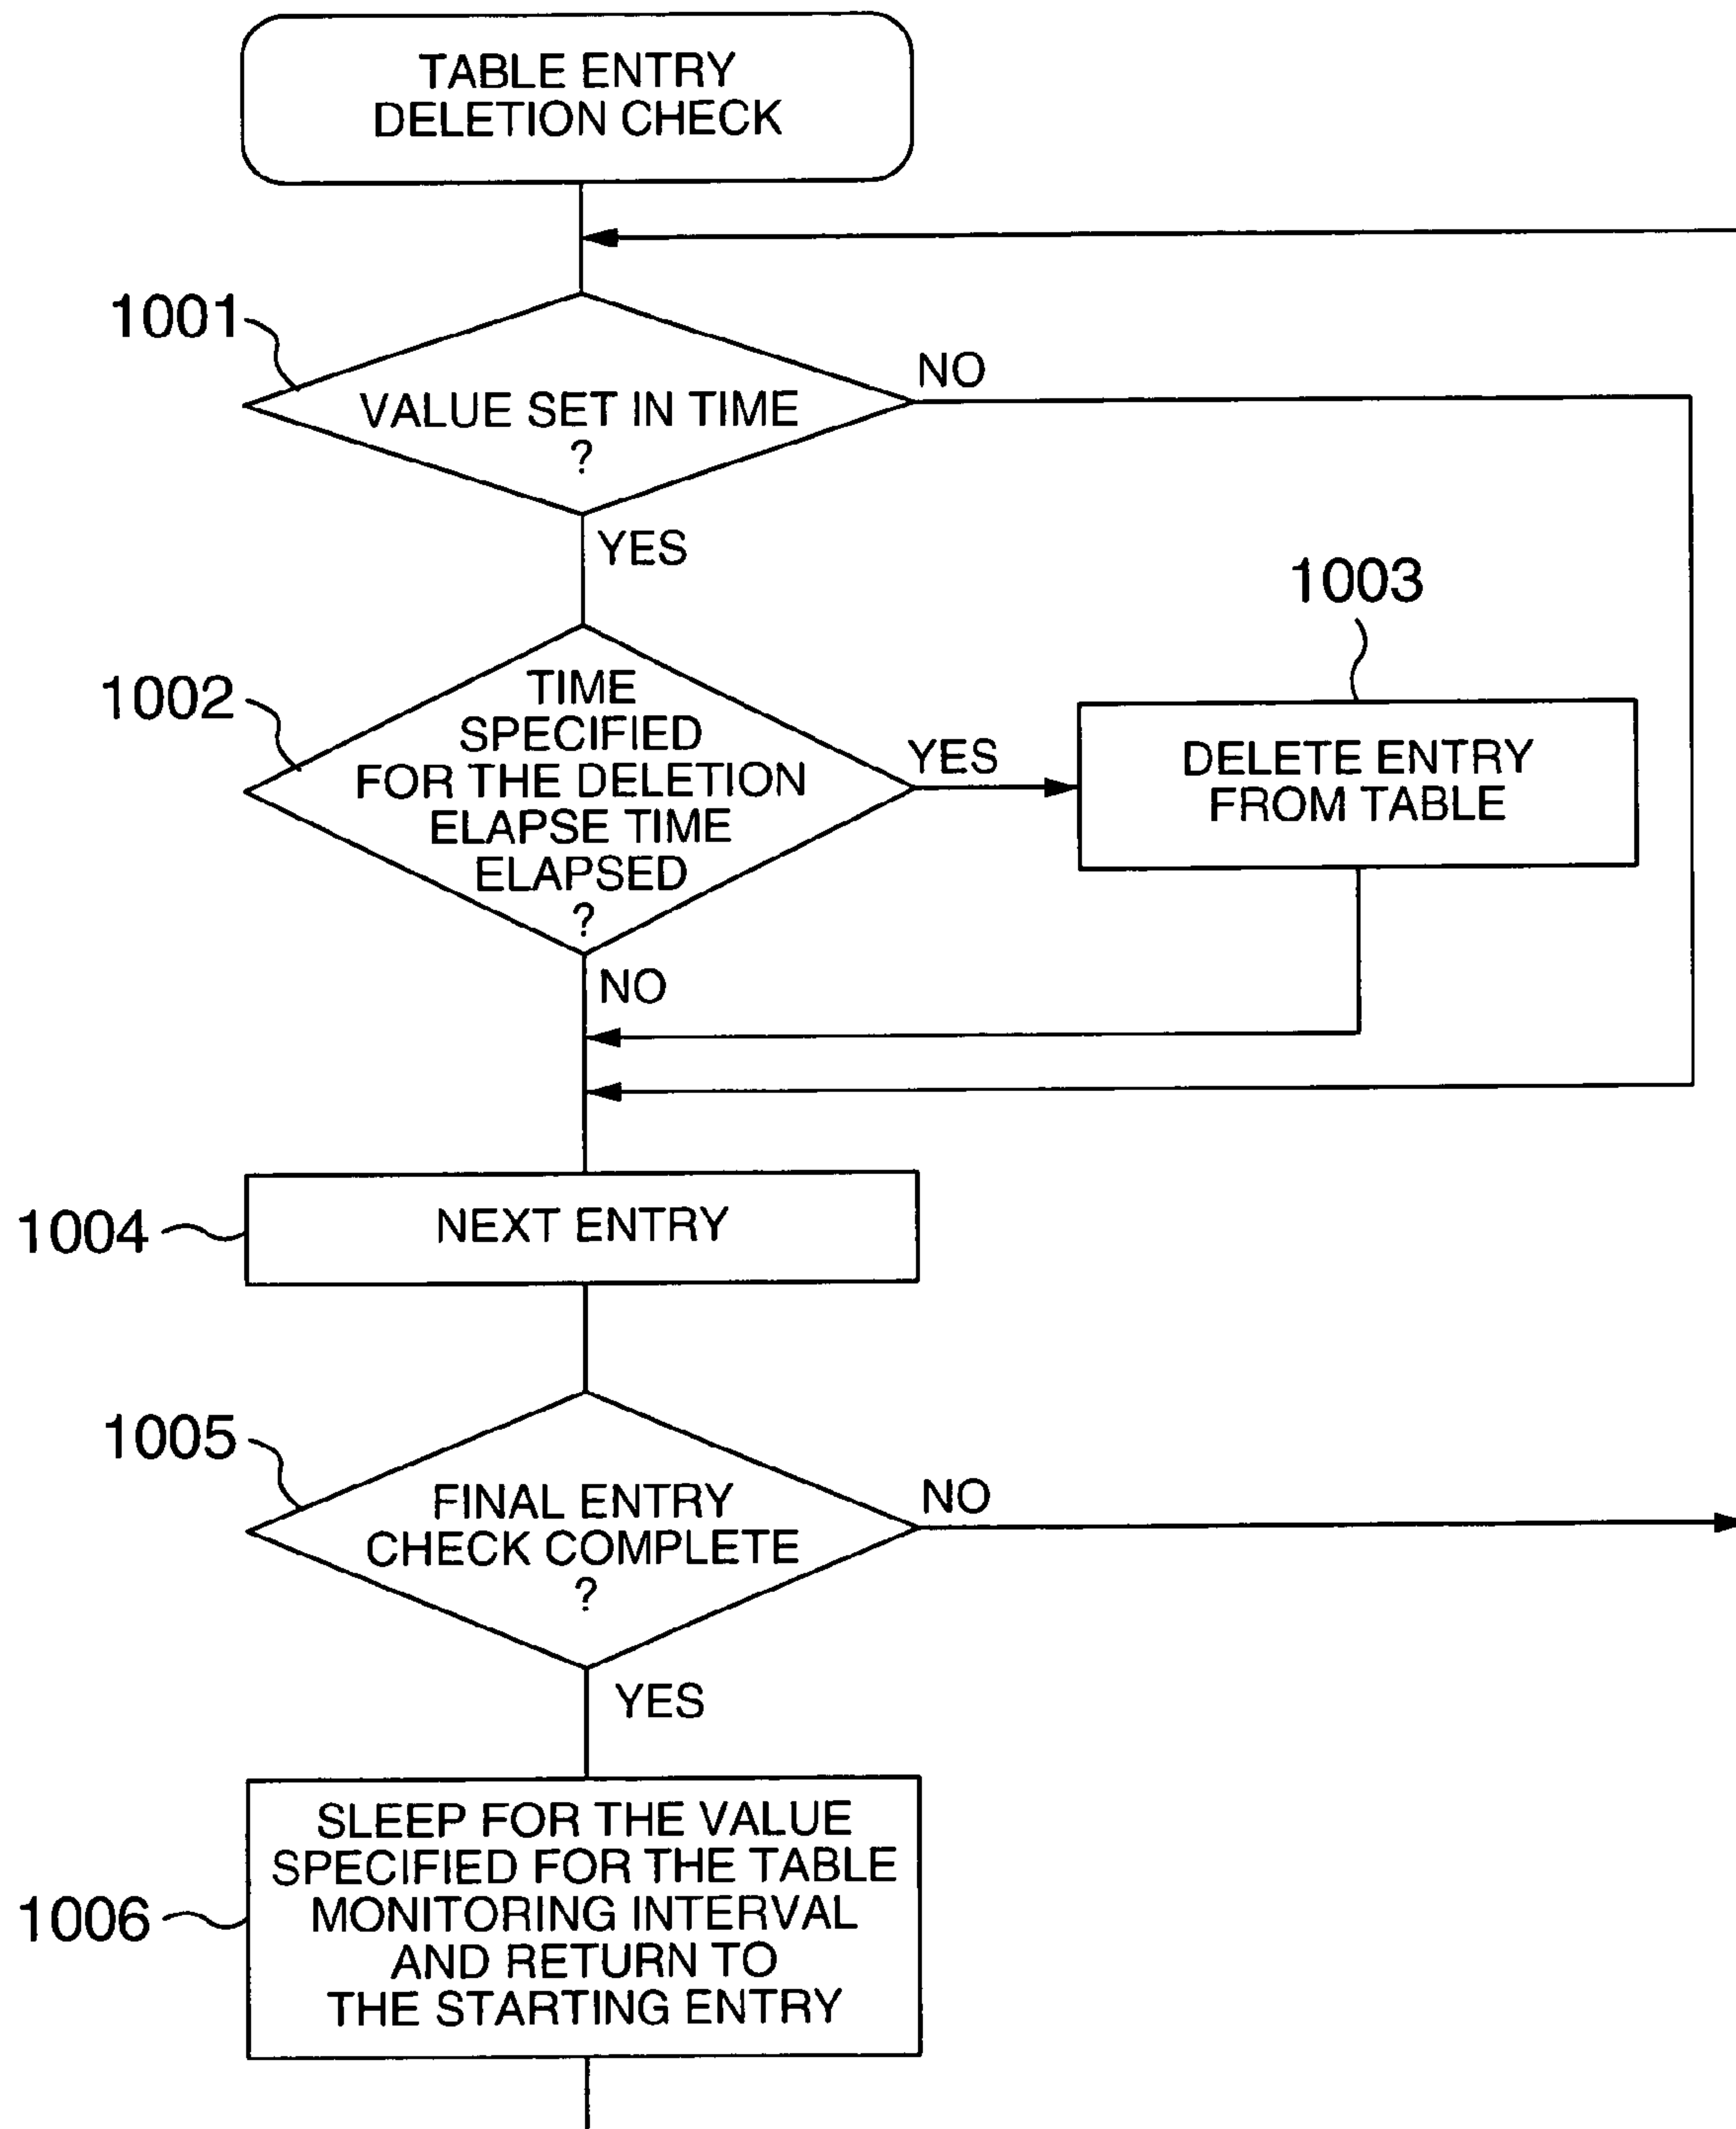 TABLE ENTRY
DELETION CHECK
1001
VALUE SET IN TIME
?
NO
YES
1002
TIME
SPECIFIED
FOR THE DELETION
ELAPSE TIME
ELAPSED
?
YES
1003
DELETE ENTRY
FROM TABLE
NO
1004
NEXT ENTRY
1005
FINAL ENTRY
CHECK COMPLETE
?
NO
YES
1006
SLEEP FOR THE VALUE
SPECIFIED FOR THE TABLE
MONITORING INTERVAL
AND RETURN TO
THE STARTING ENTRY